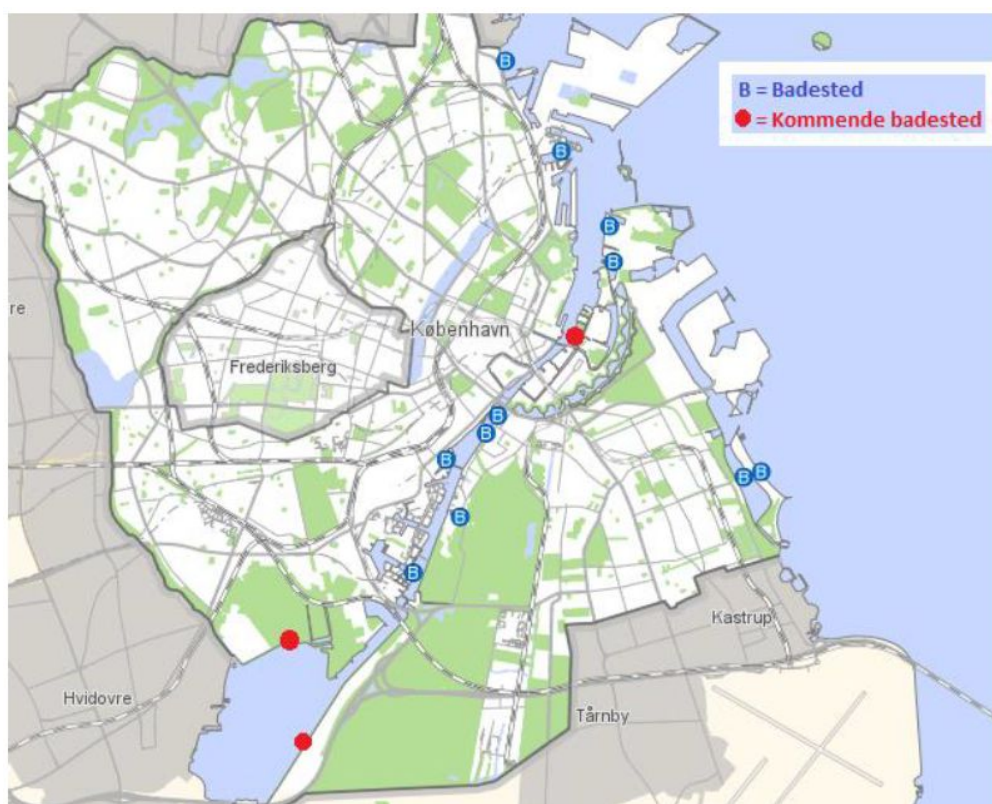 B
B = Badested
= Kommende badested
B
B
B
re
København
Frederiksberg
B
B
B
B
B
B
B
Kastrup
Hvidovre
Tårnby